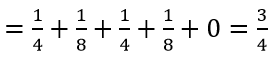 = 1/4 + 1/8 + 1/4 + 1/8 + 0 = 3/4